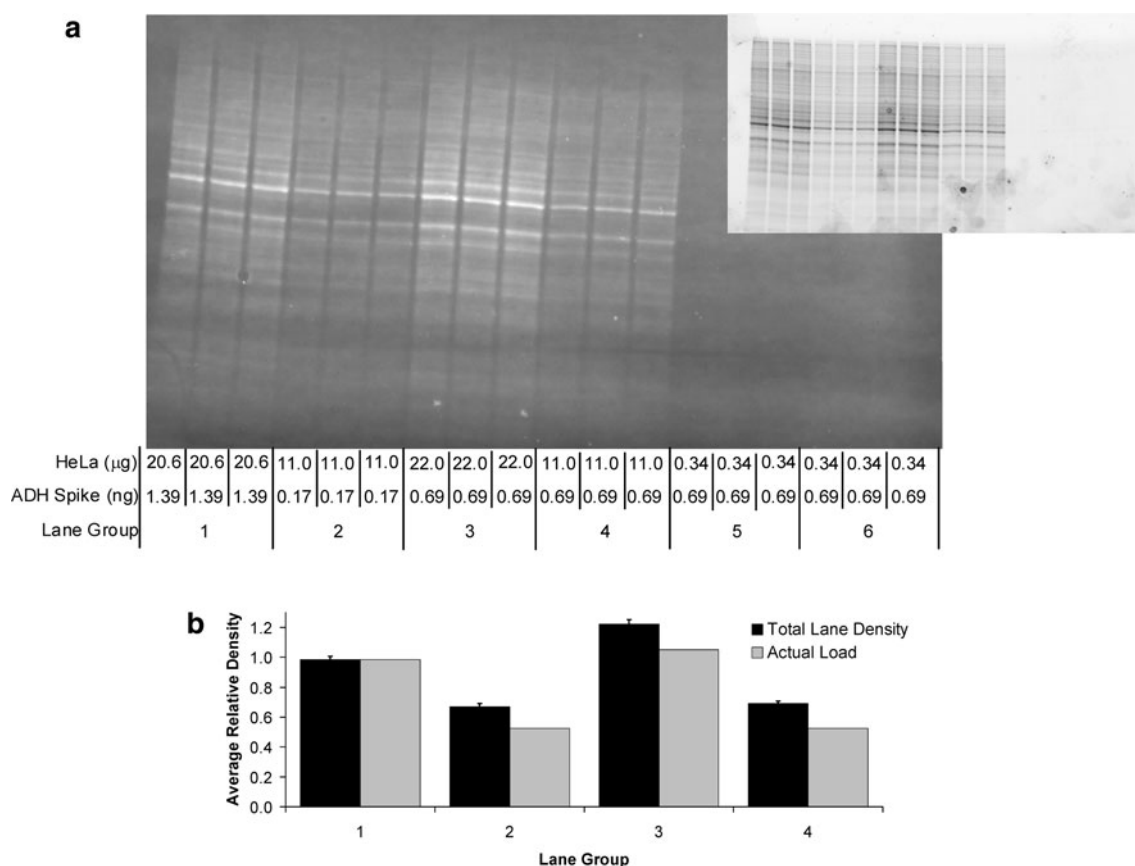 a
HeLa (µg) 20.6 20.6 20.6 11.0 11.0 11.0 22.0 22.0 22.0 11.0 11.0 11.0 0.34 0.34 0.34 0.34 0.34 0.34
ADH Spike (ng) 1.39 1.39 1.39 0.17 0.17 0.17 0.69 0.69 0.69 0.69 0.69 0.69 0.69 0.69 0.69 0.69 0.69 0.69
Lane Group 1 2 3 4 5 6
b
Average Relative Density
1.2
1.0
0.8
0.6
0.4
0.2
0.0
Total Lane Density
Actual Load
1 2 3 4
Lane Group